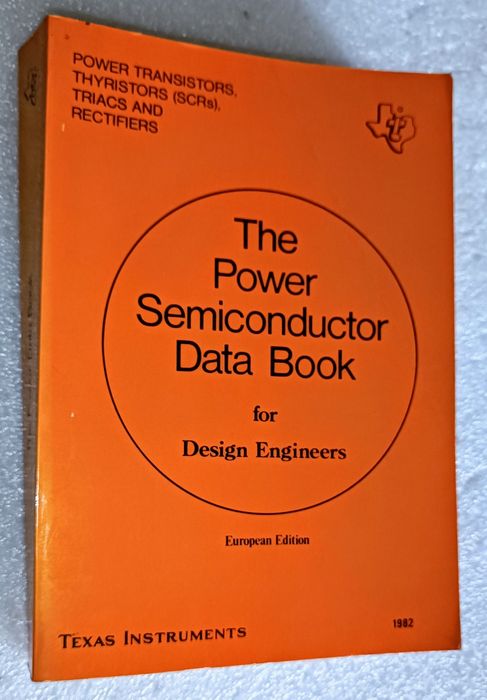 POWER TRANSISTORS,
THYRISTORS (SCRs),
TRIACS AND
RECTIFIERS
The
Power
Semiconductor
Data Book
for
Design Engineers
European Edition
TEXAS INSTRUMENTS
1982